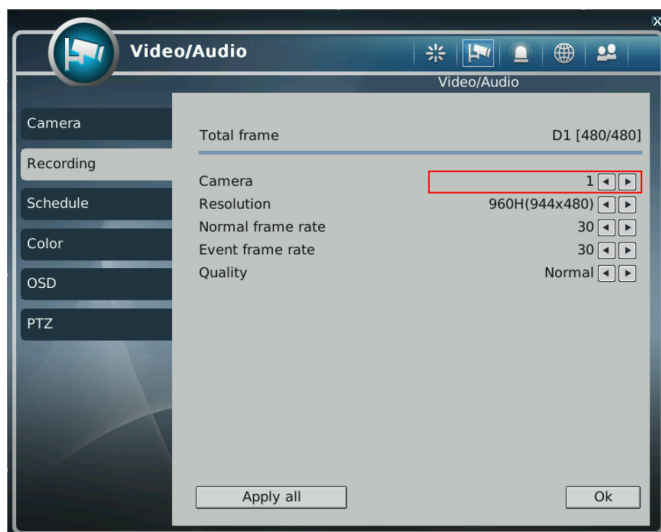 X
Video/Audio
Video/Audio
Camera
Recording
Schedule
Color
OSD
PTZ
Total frame D1 [480/480]
Camera 1
Resolution 960H(944x480)
Normal frame rate 30
Event frame rate 30
Quality Normal
Apply all Ok